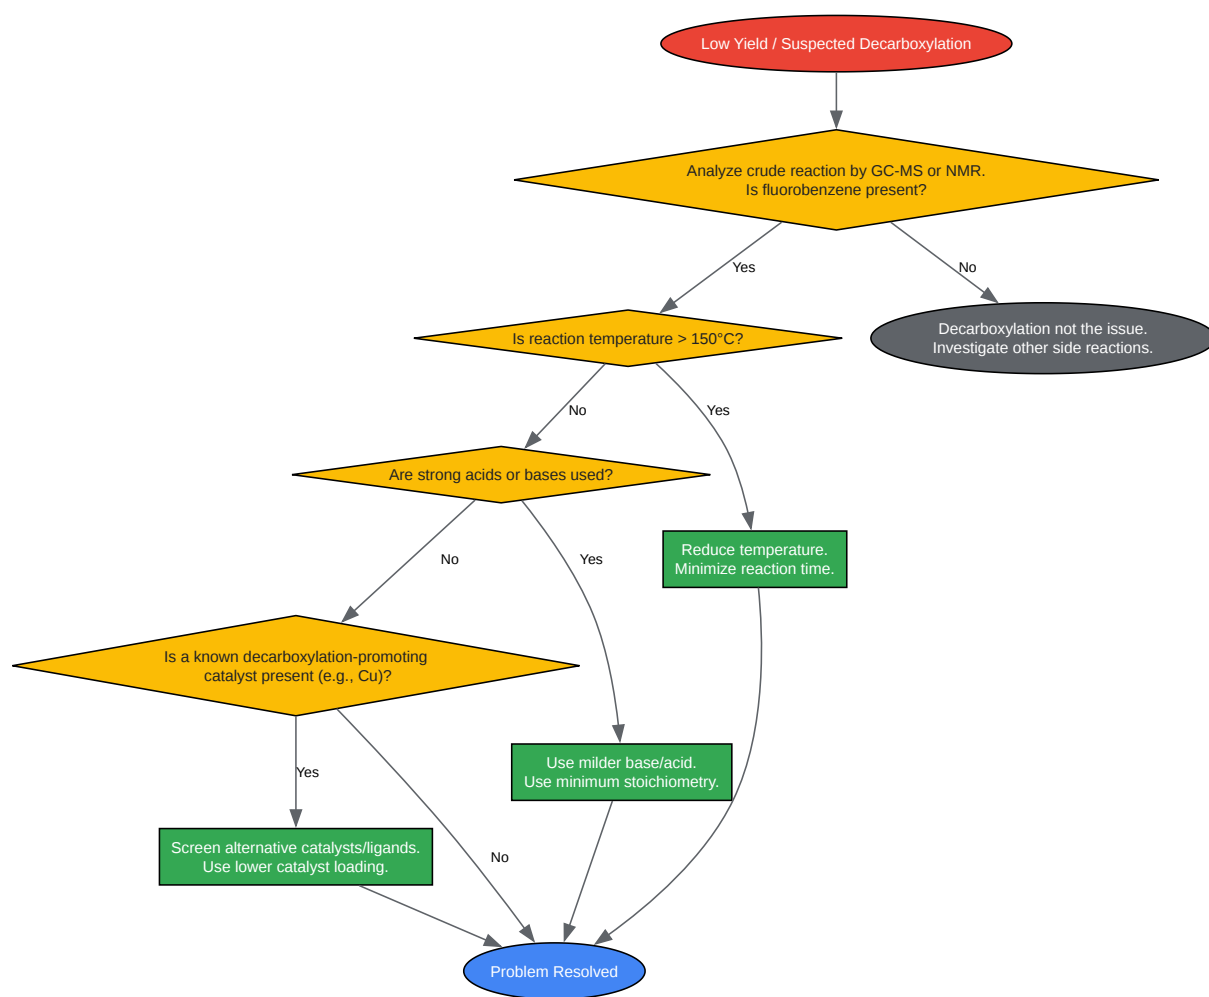 Low Yield / Suspected Decarboxylation
Analyze crude reaction by GC-MS or NMR.
Is fluorobenzene present?
Yes
No
Decarboxylation not the issue.
Investigate other side reactions.
Is reaction temperature > 150°C?
No
Yes
Are strong acids or bases used?
No
Yes
Reduce temperature.
Minimize reaction time.
Is a known decarboxylation-promoting
catalyst present (e.g., Cu)?
Yes
No
Use milder base/acid.
Use minimum stoichiometry.
Screen alternative catalysts/ligands.
Use lower catalyst loading.
Problem Resolved